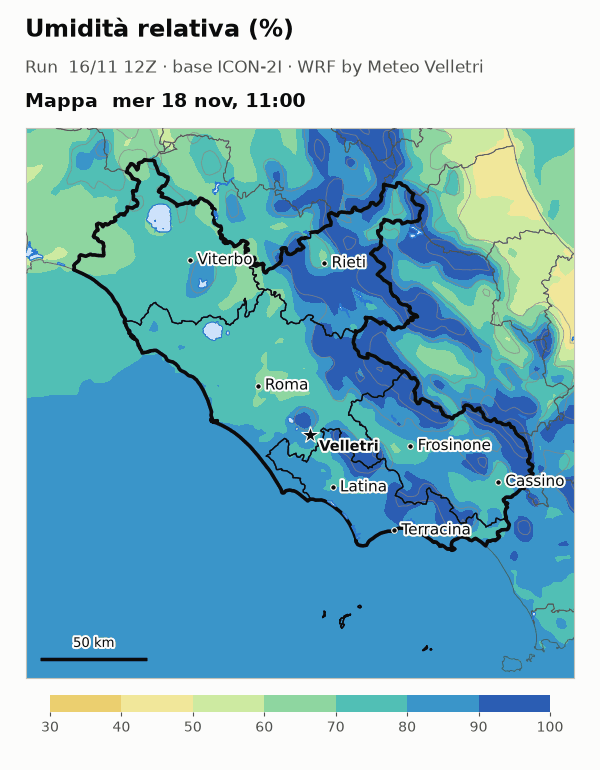 Umidità relativa (%)
Run  16/11 12Z · base ICON-2I · WRF by Meteo Velletri
Mappa  mer 18 nov, 11:00
Viterbo
Rieti
Roma
Velletri
Frosinone
Cassino
Latina
Terracina
50 km
30 40 50 60 70 80 90 100